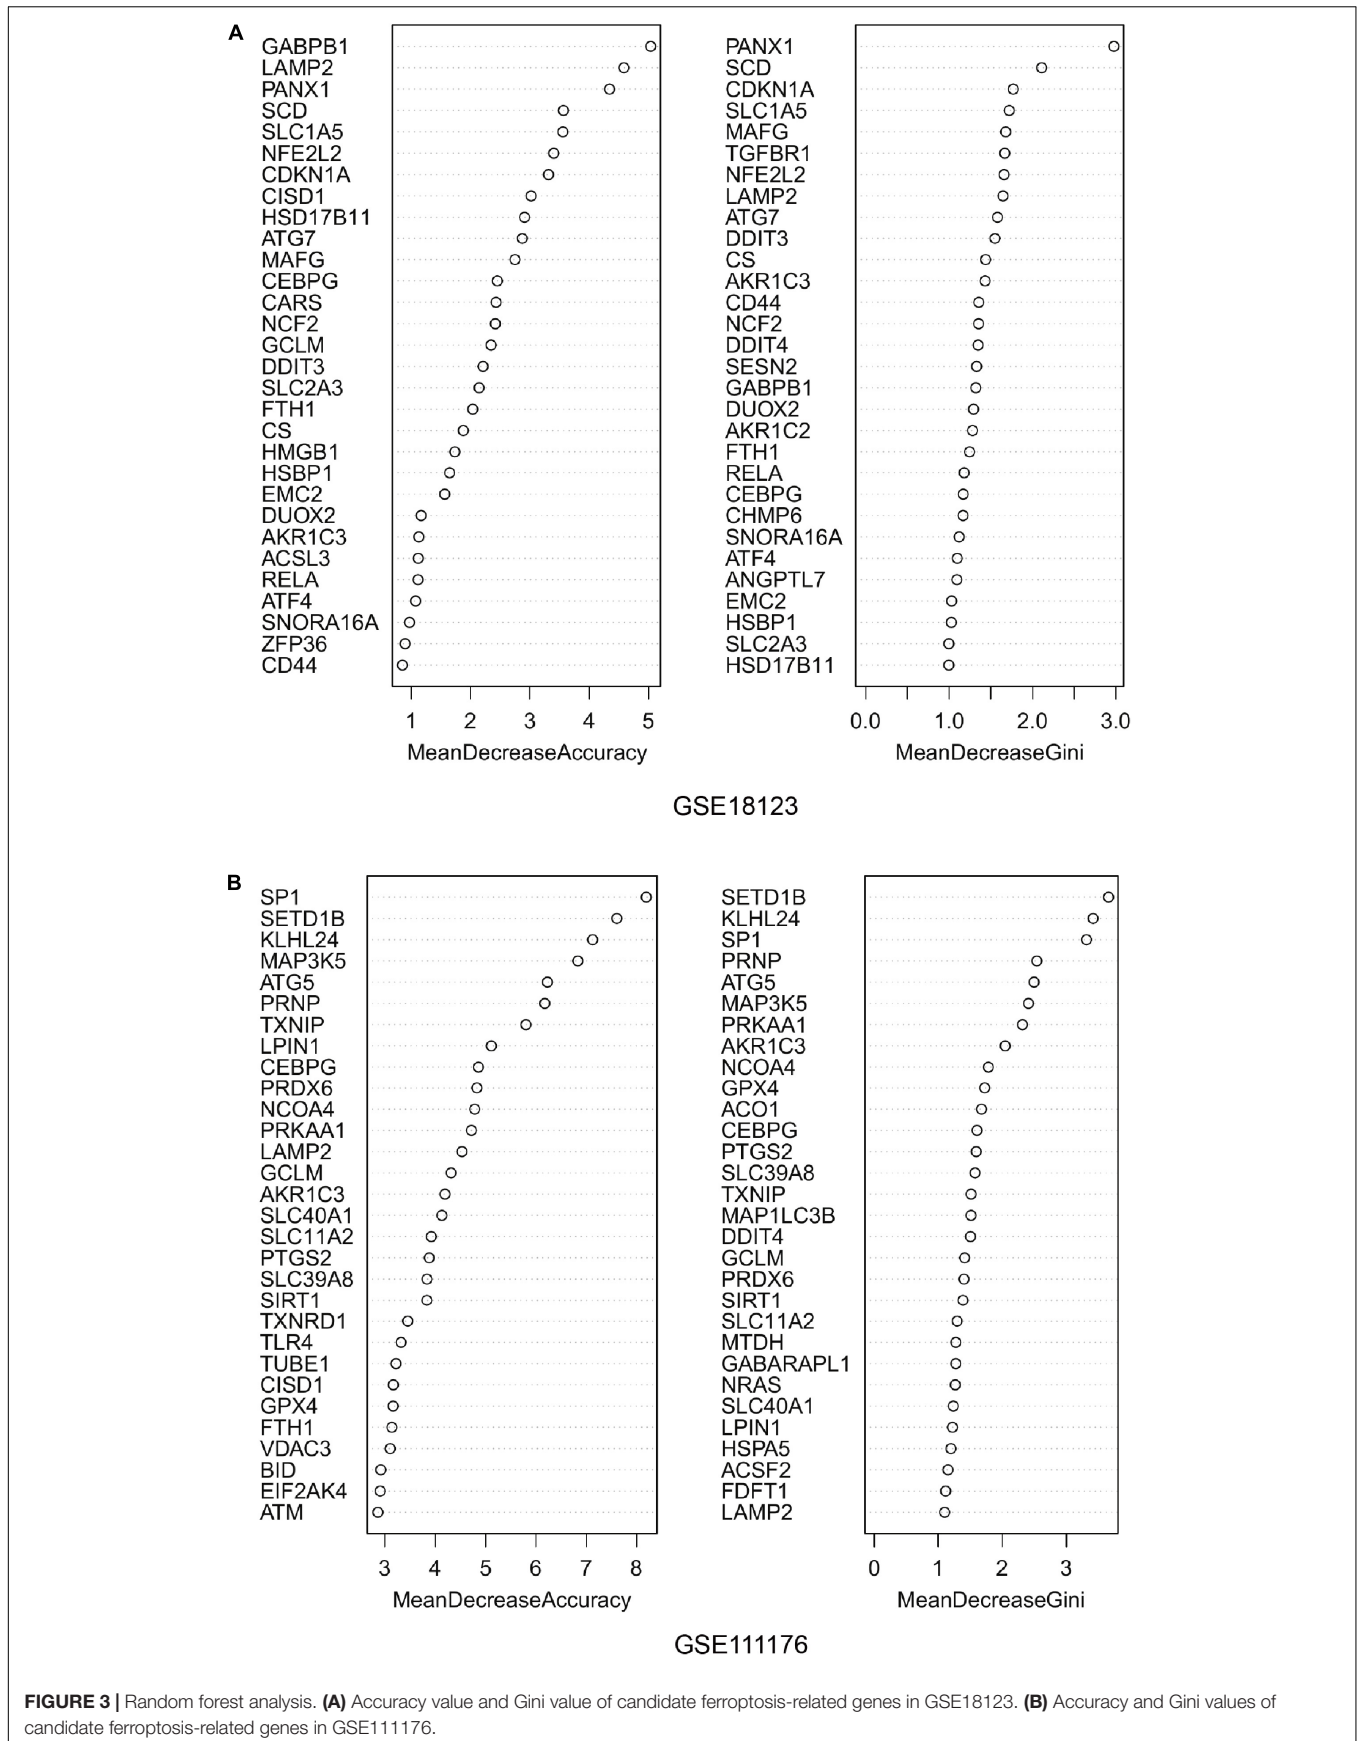 A
GABPB1
LAMP2
PANX1
SCD
SLC1A5
NFE2L2
CDKN1A
CISD1
HSD17B11
ATG7
MAFG
CEBPG
CARS
NCF2
GCLM
DDIT3
SLC2A3
FTH1
CS
HMGB1
HSBP1
EMC2
DUOX2
AKR1C3
ACSL3
RELA
ATF4
SNORA16A
ZFP36
CD44
1 2 3 4 5
MeanDecreaseAccuracy
PANX1
SCD
CDKN1A
SLC1A5
MAFG
TGFBR1
NFE2L2
LAMP2
ATG7
DDIT3
CS
AKR1C3
CD44
NCF2
DDIT4
SESN2
GABPB1
DUOX2
AKR1C2
FTH1
RELA
CEBPG
CHMP6
SNORA16A
ATF4
ANGPTL7
EMC2
HSBP1
SLC2A3
HSD17B11
0.0 1.0 2.0 3.0
MeanDecreaseGini
GSE18123
B
SP1
SETD1B
KLHL24
MAP3K5
ATG5
PRNP
TXNIP
LPIN1
CEBPG
PRDX6
NCOA4
PRKAA1
LAMP2
GCLM
AKR1C3
SLC40A1
SLC11A2
PTGS2
SLC39A8
SIRT1
TXNRD1
TLR4
TUBE1
CISD1
GPX4
FTH1
VDAC3
BID
EIF2AK4
ATM
3 4 5 6 7 8
MeanDecreaseAccuracy
SETD1B
KLHL24
SP1
PRNP
ATG5
MAP3K5
PRKAA1
AKR1C3
NCOA4
GPX4
ACO1
CEBPG
PTGS2
SLC39A8
TXNIP
MAP1LC3B
DDIT4
GCLM
PRDX6
SIRT1
SLC11A2
MTDH
GABARAPL1
NRAS
SLC40A1
LPIN1
HSPA5
ACSF2
FDFT1
LAMP2
0 1 2 3
MeanDecreaseGini
GSE111176
FIGURE 3 | Random forest analysis. (A) Accuracy value and Gini value of candidate ferroptosis-related genes in GSE18123. (B) Accuracy and Gini values of
candidate ferroptosis-related genes in GSE111176.